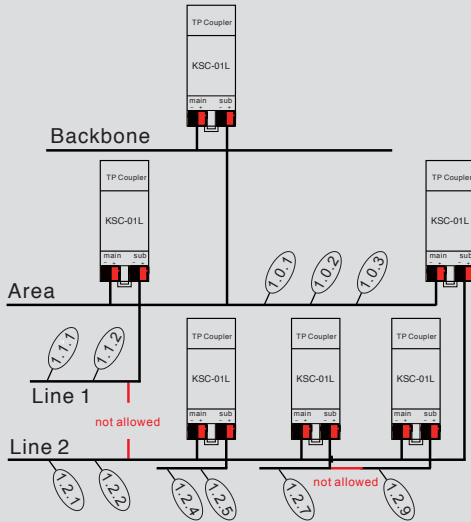 TP Coupler
KSC-01L
main sub
- + - +
Backbone
TP Coupler
KSC-01L
main sub
- + - +
TP Coupler
KSC-01L
main sub
- + - +
Area
1.0.1
1.0.2
1.0.3
1.1.1
1.1.2
Line 1
not allowed
TP Coupler
KSC-01L
main sub
- + - +
TP Coupler
KSC-01L
main sub
- + - +
TP Coupler
KSC-01L
main sub
- + - +
Line 2
1.2.1
1.2.2
1.2.4
1.2.5
1.2.7
not allowed
1.2.9